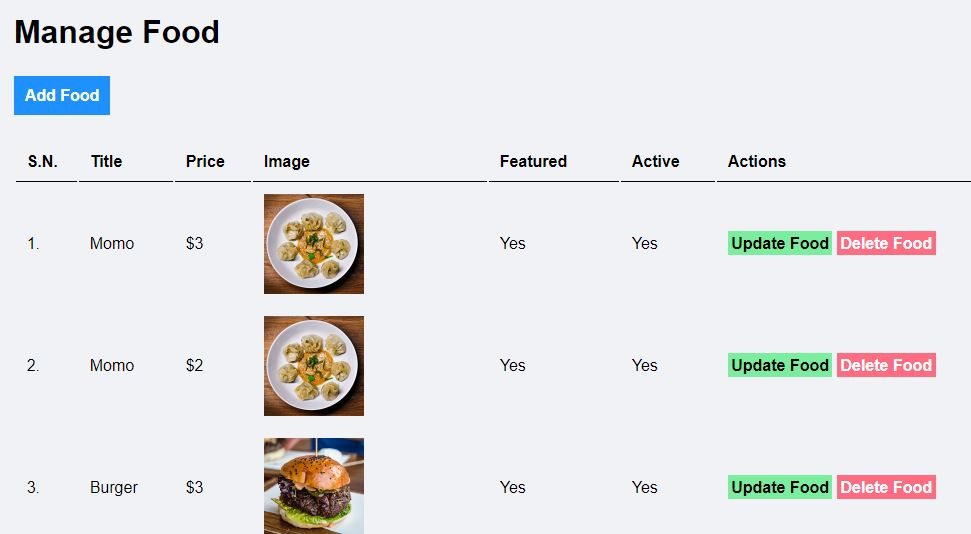 Manage Food
Add Food
S.N. Title Price Image Featured Active Actions
1. Momo $3 Yes Yes Update Food Delete Food
2. Momo $2 Yes Yes Update Food Delete Food
3. Burger $3 Yes Yes Update Food Delete Food